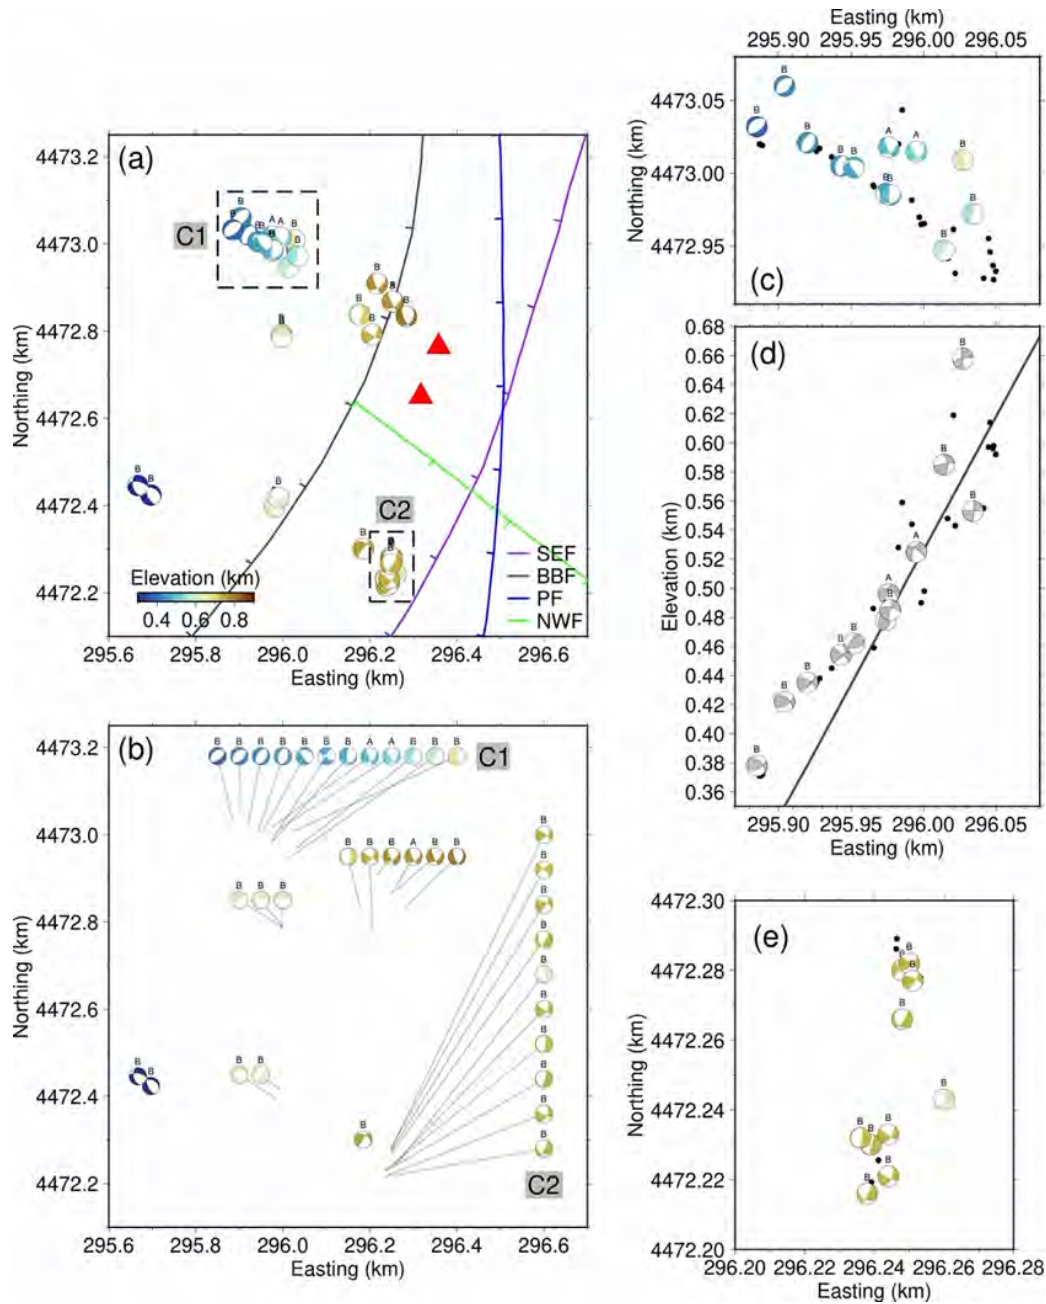 (a)
4473.2
4473.0
4472.8
4472.6
4472.4
4472.2
Northing (km)
C1
C2
B
B
B
B
A
A
B
B
B
B
B
B
B
B
B
B
B
B
Elevation (km)
0.4 0.6 0.8
SEF
BBF
PF
NWF
295.6 295.8 296.0 296.2 296.4 296.6
Easting (km)
(b)
4473.2
4473.0
4472.8
4472.6
4472.4
4472.2
Northing (km)
B B B B B B B A A B B B
C1
B B B A B B
B B B
B B
B B
B
B
B
B
B
B
B
B
B
B
B
C2
295.6 295.8 296.0 296.2 296.4 296.6
Easting (km)
Easting (km)
295.90 295.95 296.00 296.05
4473.05
4473.00
4472.95
Northing (km)
B
B
B
B B
A A B
B B
B
B
(c)
(d)
0.68
0.66
0.64
0.62
0.60
0.58
0.56
0.54
0.52
0.50
0.48
0.46
0.44
0.42
0.40
0.38
0.36
Elevation (km)
B
B
B
A
A
B
B
B
B
B
B
295.90 295.95 296.00 296.05
Easting (km)
(e)
4472.30
4472.28
4472.26
4472.24
4472.22
4472.20
Northing (km)
B
B
B
B
B
B
B
B
B
B
296.20 296.22 296.24 296.26 296.28
Easting (km)